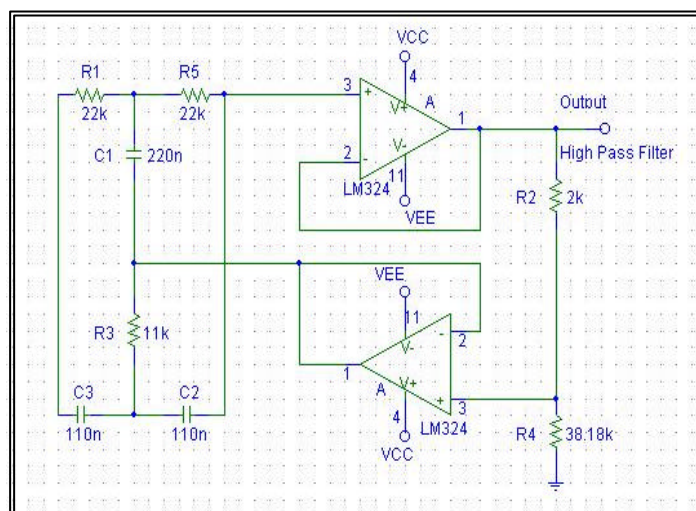 VCC
R1
R5
4
3
+
A
22k
22k
V+
1
Output
C1
220n
V-
2
-
High Pass Filter
11
LM324
R2
2k
VEE
VEE
11
R3
11k
V-
-
2
1
C3
C2
A
V+
+
3
110n
110n
4
LM324
R4
38.18k
VCC